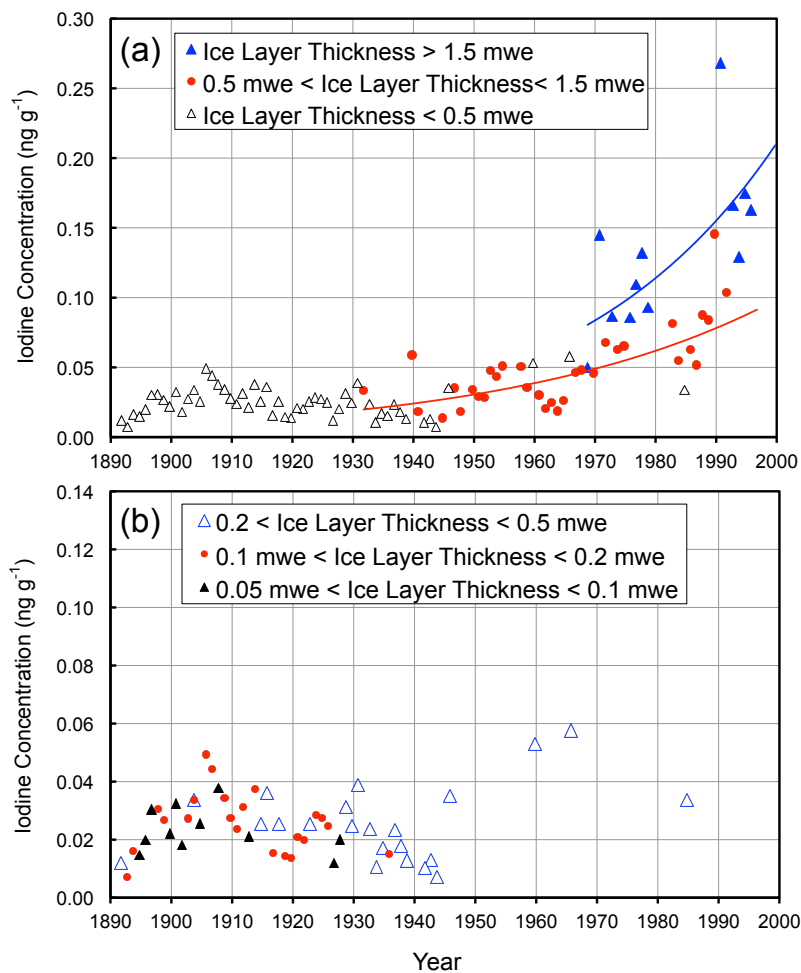 (a)
Ice Layer Thickness > 1.5 mwe
0.5 mwe < Ice Layer Thickness< 1.5 mwe
Ice Layer Thickness < 0.5 mwe
Iodine Concentration (ng g⁻¹)
0.30
0.25
0.20
0.15
0.10
0.05
0.00
1890 1900 1910 1920 1930 1940 1950 1960 1970 1980 1990 2000
(b)
0.2 < Ice Layer Thickness < 0.5 mwe
0.1 mwe < Ice Layer Thickness < 0.2 mwe
0.05 mwe < Ice Layer Thickness < 0.1 mwe
Iodine Concentration (ng g⁻¹)
0.14
0.12
0.10
0.08
0.06
0.04
0.02
0.00
1890 1900 1910 1920 1930 1940 1950 1960 1970 1980 1990 2000
Year